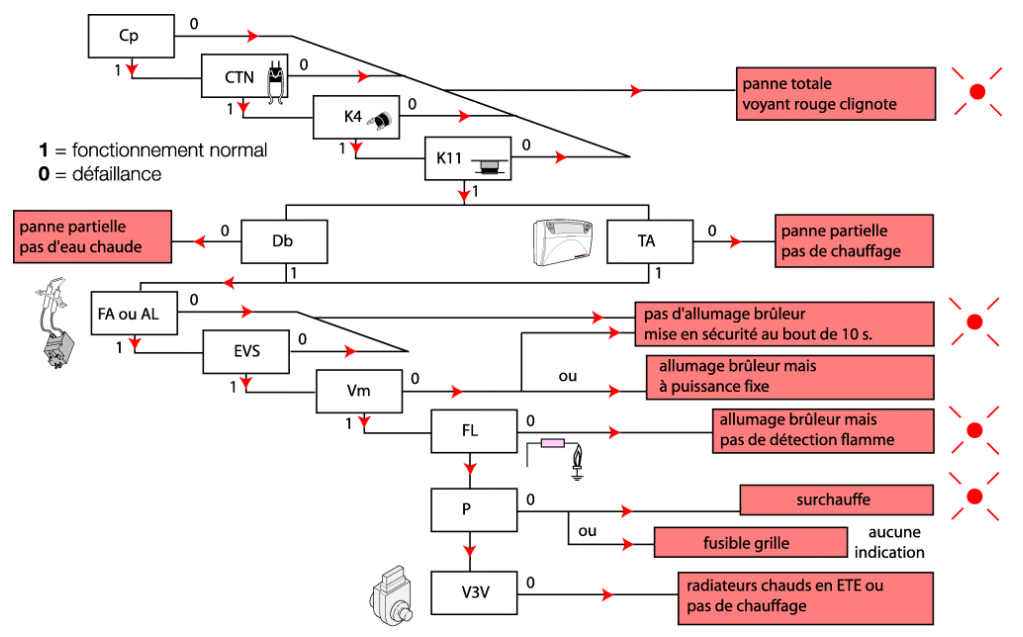 Cp
0
1
CTN
0
1
K4
0
1
K11
0
1
panne totale
voyant rouge clignote
1 = fonctionnement normal
0 = défaillance
panne partielle
pas d'eau chaude
0
Db
1
TA
0
1
panne partielle
pas de chauffage
FA ou AL
0
1
EVS
0
1
pas d'allumage brûleur
mise en sécurité au bout de 10 s.
Vm
0
1
ou
allumage brûleur mais
à puissance fixe
FL
0
allumage brûleur mais
pas de détection flamme
P
0
surchauffe
ou
fusible grille
aucune
indication
V3V
0
radiateurs chauds en ETE ou
pas de chauffage